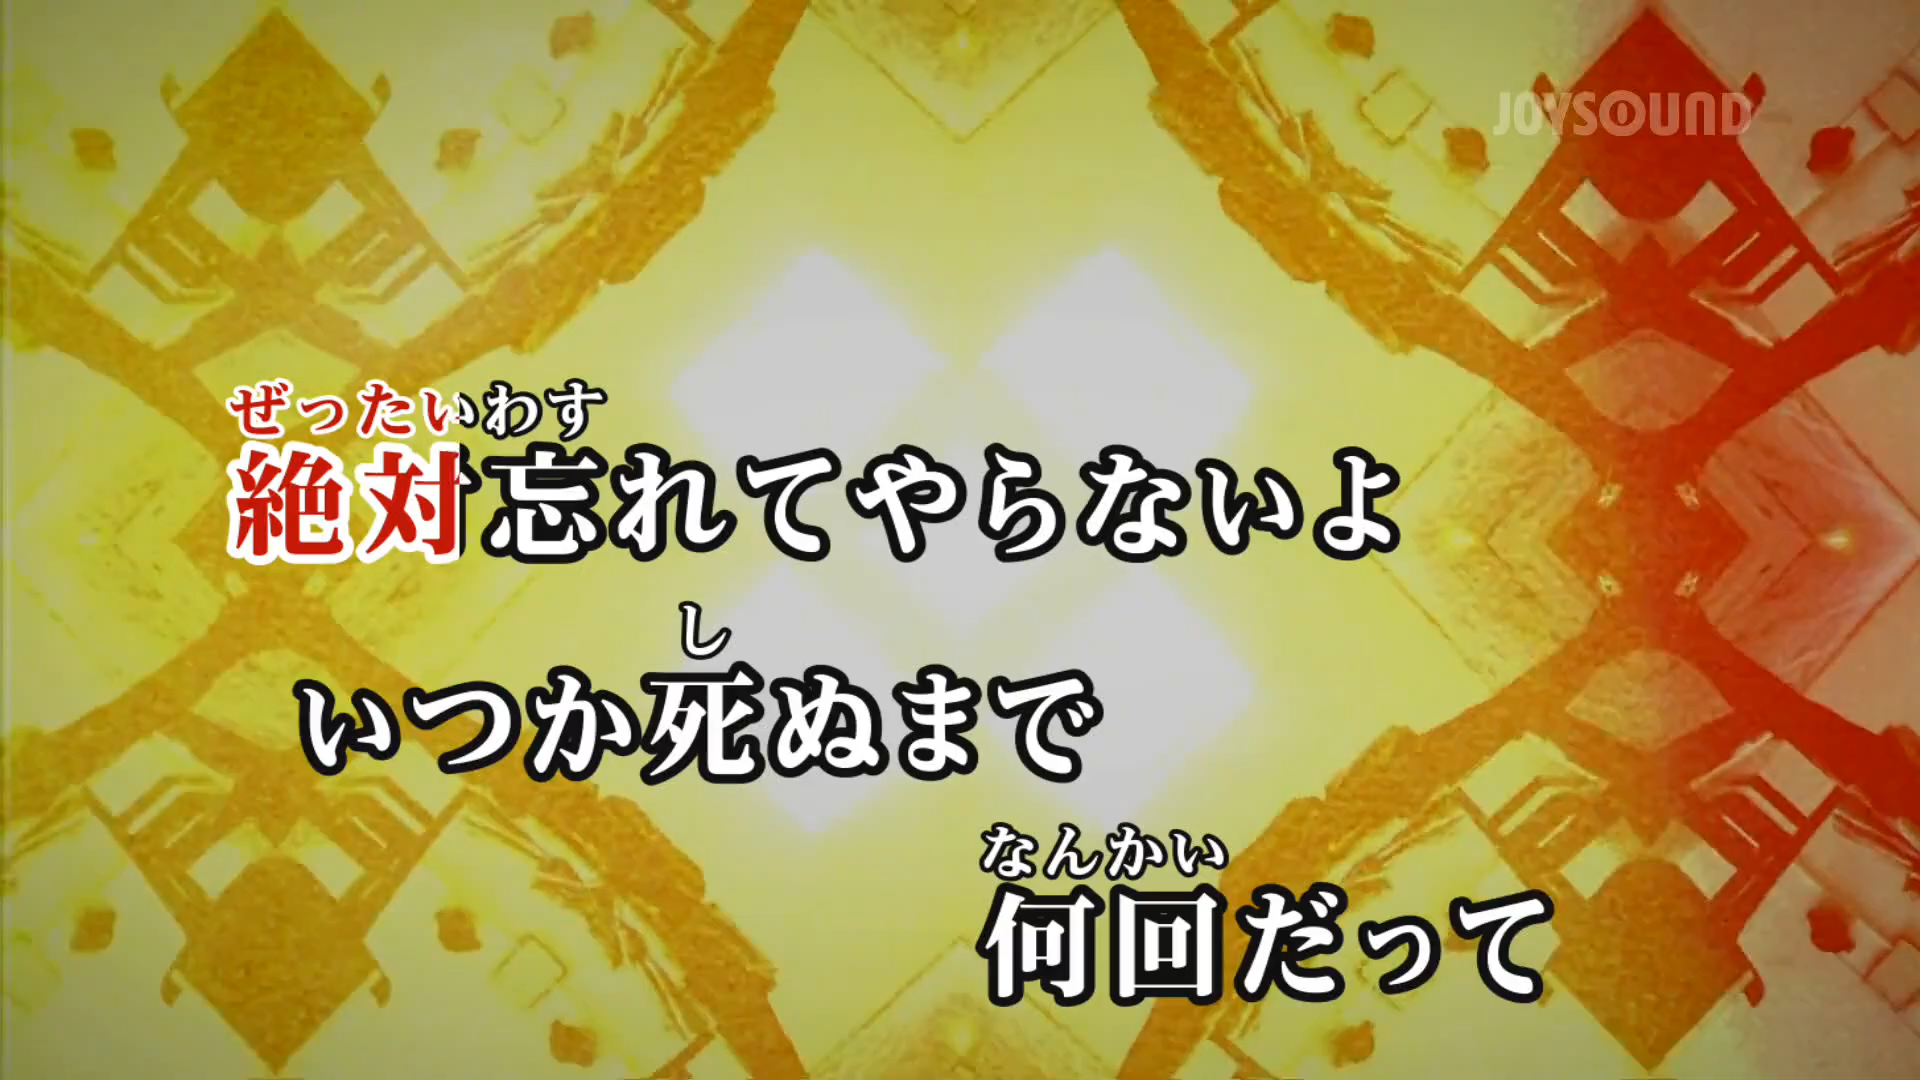 JOYSOUND
ぜったいわす
絶対忘れてやらないよ
し
いつか死ぬまで
なんかい
何回だって